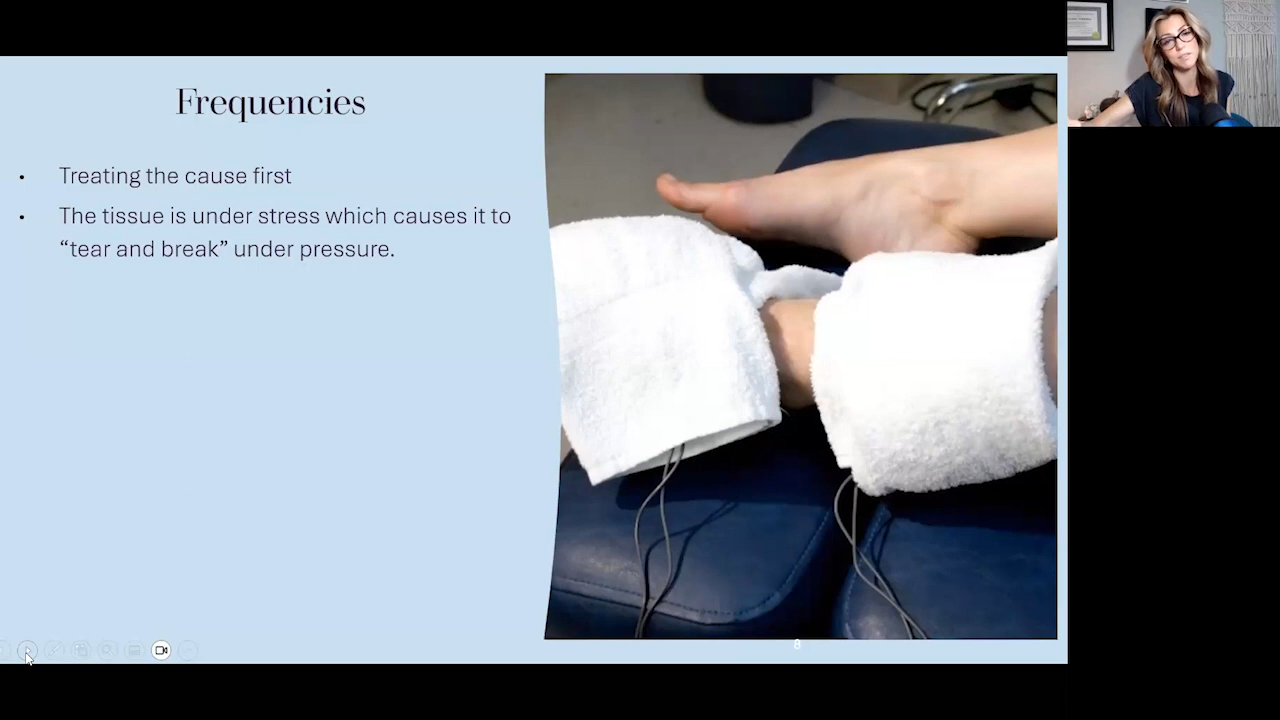 Frequencies
• Treating the cause first
• The tissue is under stress which causes it to
“tear and break” under pressure.
8